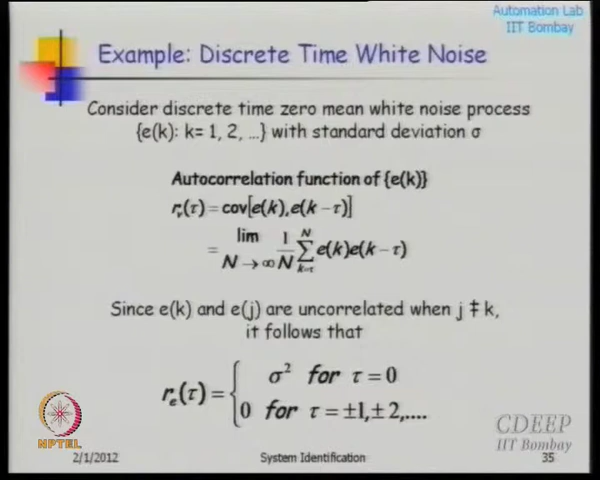 Automation Lab
IIT Bombay
Example: Discrete Time White Noise
Consider discrete time zero mean white noise process
{e(k): k= 1, 2, ...} with standard deviation σ
Autocorrelation function of {e(k)}
rₑ(τ) = cov[e(k), e(k − τ)]
= lim N → ∞ 1/N ∑ k=τ N e(k)e(k − τ)
Since e(k) and e(j) are uncorrelated when j ‡ k,
it follows that
rₑ(τ) = { σ² for τ = 0
0 for τ = ±1, ± 2,....
NPTEL
CDEEP
IIT Bombay
2/1/2012
System Identification
35